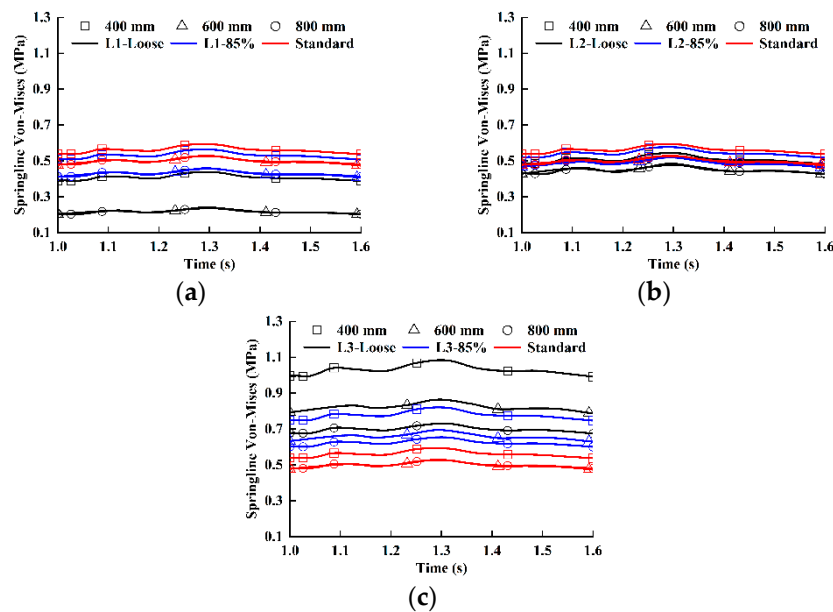 (a)
(b)
400 mm 600 mm 800 mm
L1-Loose L1-85% Standard
Springline Von-Mises (MPa)
1.3
1.1
0.9
0.7
0.5
0.3
0.1
1.0 1.1 1.2 1.3 1.4 1.5 1.6
Time (s)
(a)
400 mm 600 mm 800 mm
L2-Loose L2-85% Standard
Springline Von-Mises (MPa)
1.3
1.1
0.9
0.7
0.5
0.3
0.1
1.0 1.1 1.2 1.3 1.4 1.5 1.6
Time (s)
(b)
400 mm 600 mm 800 mm
L3-Loose L3-85% Standard
Springline Von-Mises (MPa)
1.3
1.1
0.9
0.7
0.5
0.3
0.1
1.0 1.1 1.2 1.3 1.4 1.5 1.6
Time (s)
(c)